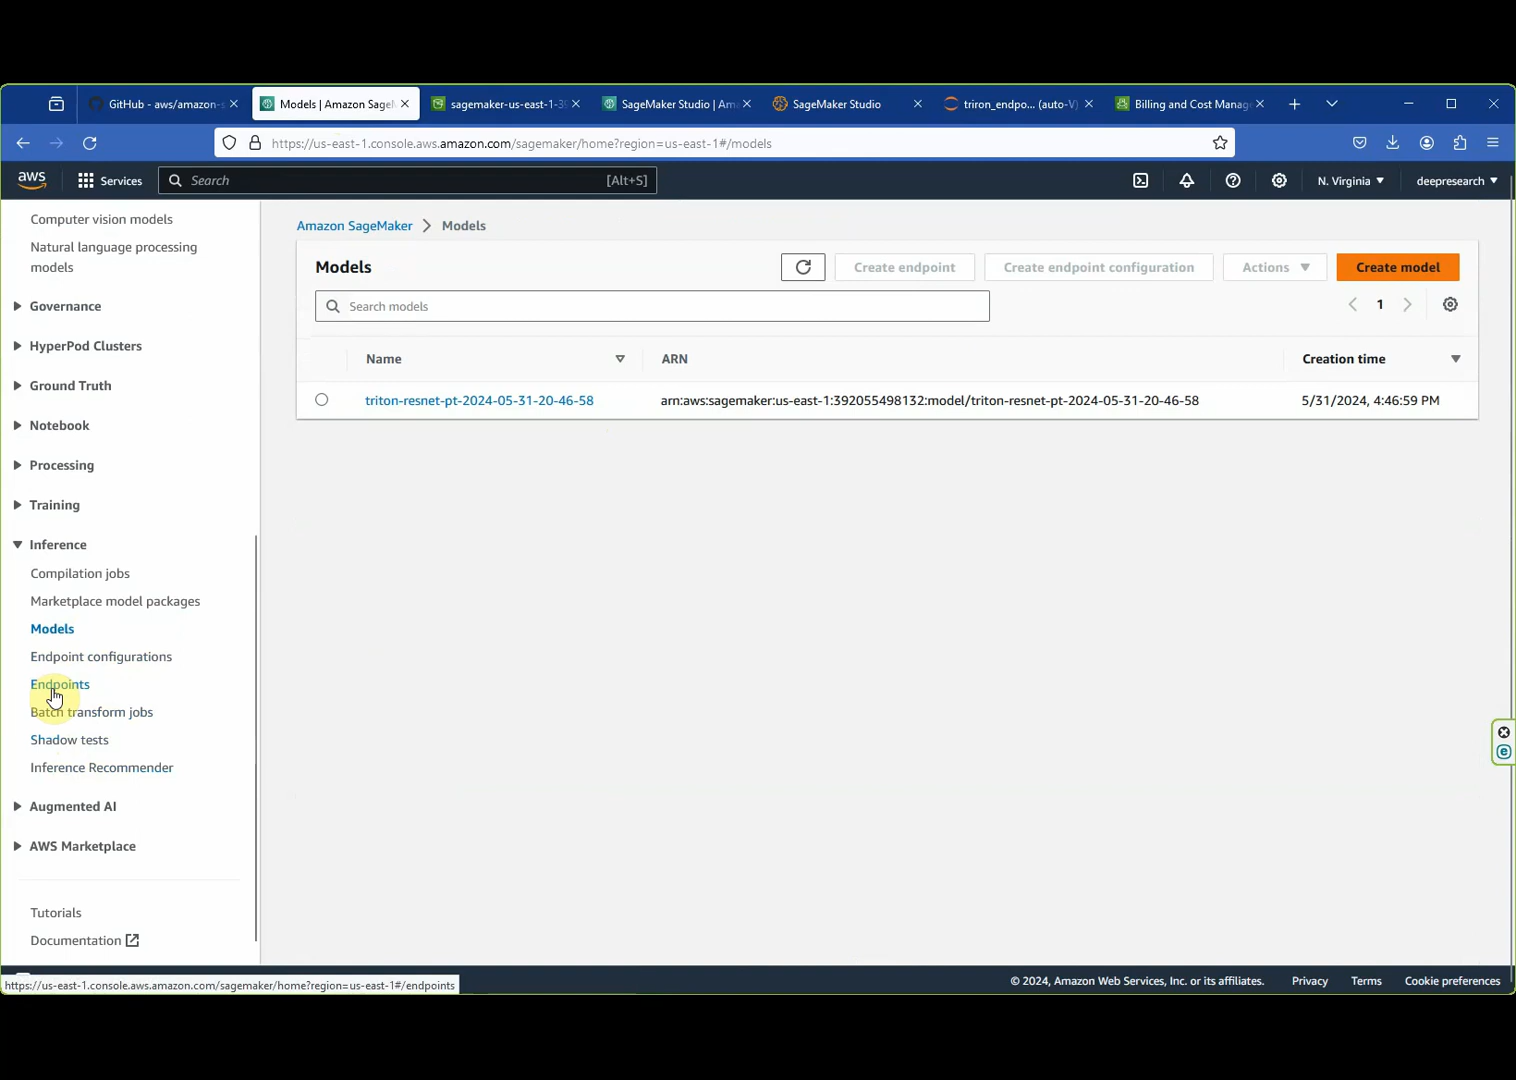 GitHub - aws/amazon-s
Models | Amazon SageM
sagemaker-us-east-1-39
SageMaker Studio | Ama
SageMaker Studio
triron_endpo... (auto-V)
Billing and Cost Manage
https://us-east-1.console.aws.amazon.com/sagemaker/home?region=us-east-1#/models
aws
Services
Search
[Alt+S]
N. Virginia
deepresearch
Computer vision models
Natural language processing
models
Governance
HyperPod Clusters
Ground Truth
Notebook
Processing
Training
Inference
Compilation jobs
Marketplace model packages
Models
Endpoint configurations
Endpoints
Batch transform jobs
Shadow tests
Inference Recommender
Augmented AI
AWS Marketplace
Tutorials
Documentation
Amazon SageMaker > Models
Models
Create endpoint
Create endpoint configuration
Actions
Create model
Search models
1
Name
ARN
Creation time
triton-resnet-pt-2024-05-31-20-46-58
arn:aws:sagemaker:us-east-1:392055498132:model/triton-resnet-pt-2024-05-31-20-46-58
5/31/2024, 4:46:59 PM
https://us-east-1.console.aws.amazon.com/sagemaker/home?region=us-east-1#/endpoints
© 2024, Amazon Web Services, Inc. or its affiliates.
Privacy
Terms
Cookie preferences